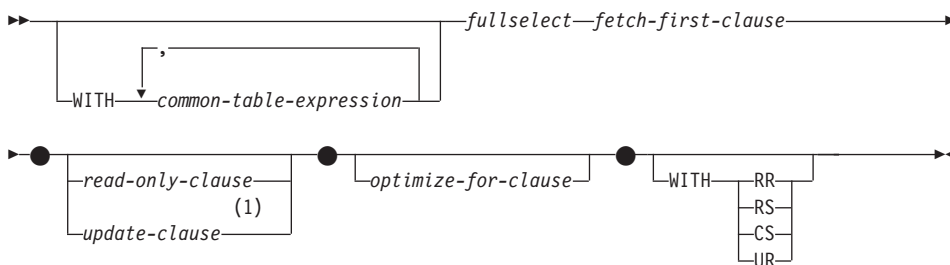 fullselect fetch-first-clause
,
WITH common-table-expression
read-only-clause
(1)
update-clause
optimize-for-clause
WITH RR
RS
CS
UR